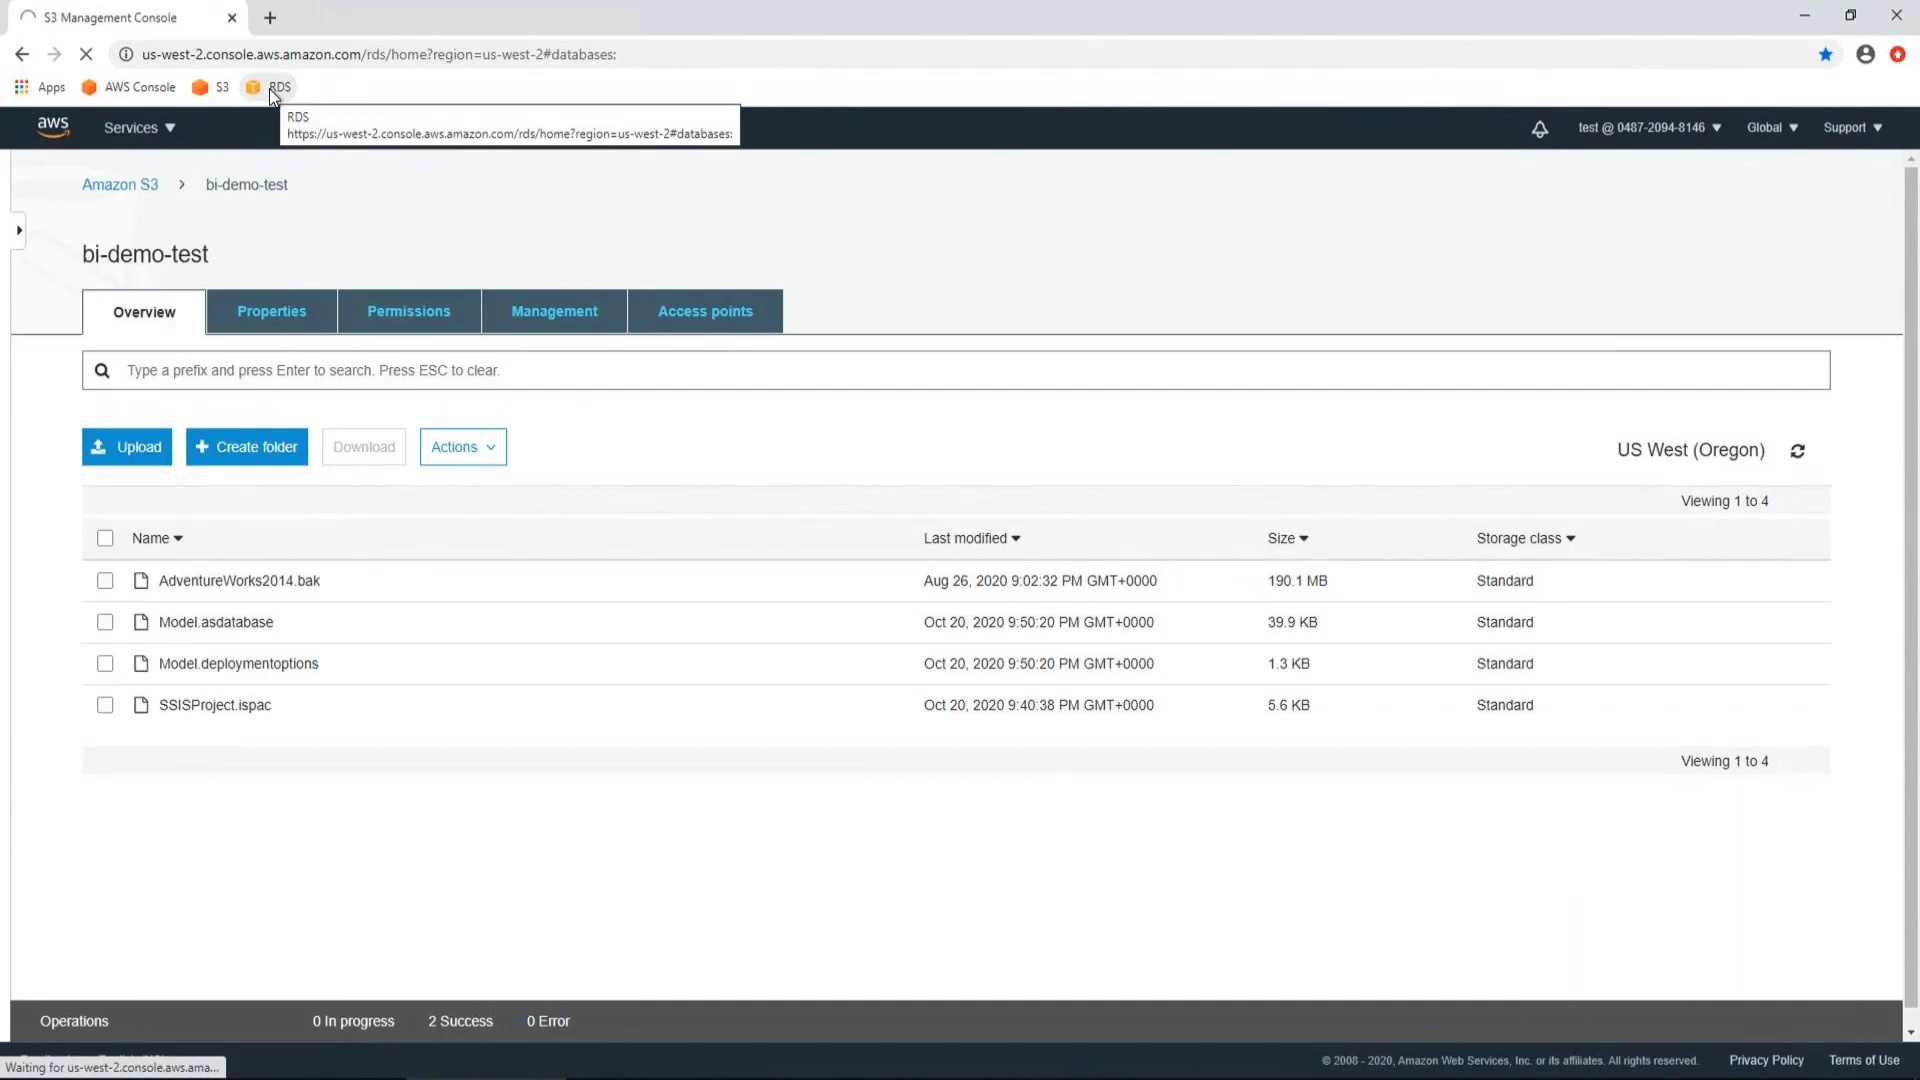 S3 Management Console
us-west-2.console.aws.amazon.com/rds/home?region=us-west-2#databases:
Apps AWS Console S3 RDS
RDS
https://us-west-2.console.aws.amazon.com/rds/home?region=us-west-2#databases:
aws Services test @ 0487-2094-8146 Global Support
Amazon S3 > bi-demo-test
bi-demo-test
Overview Properties Permissions Management Access points
Type a prefix and press Enter to search. Press ESC to clear.
Upload + Create folder Download Actions US West (Oregon)
Viewing 1 to 4
Name Last modified Size Storage class
AdventureWorks2014.bak Aug 26, 2020 9:02:32 PM GMT+0000 190.1 MB Standard
Model.asdatabase Oct 20, 2020 9:50:20 PM GMT+0000 39.9 KB Standard
Model.deploymentoptions Oct 20, 2020 9:50:20 PM GMT+0000 1.3 KB Standard
SSISProject.ispac Oct 20, 2020 9:40:38 PM GMT+0000 5.6 KB Standard
Viewing 1 to 4
Operations 0 In progress 2 Success 0 Error
Waiting for us-west-2.console.aws.ama... © 2008 - 2020, Amazon Web Services, Inc. or its affiliates. All rights reserved. Privacy Policy Terms of Use